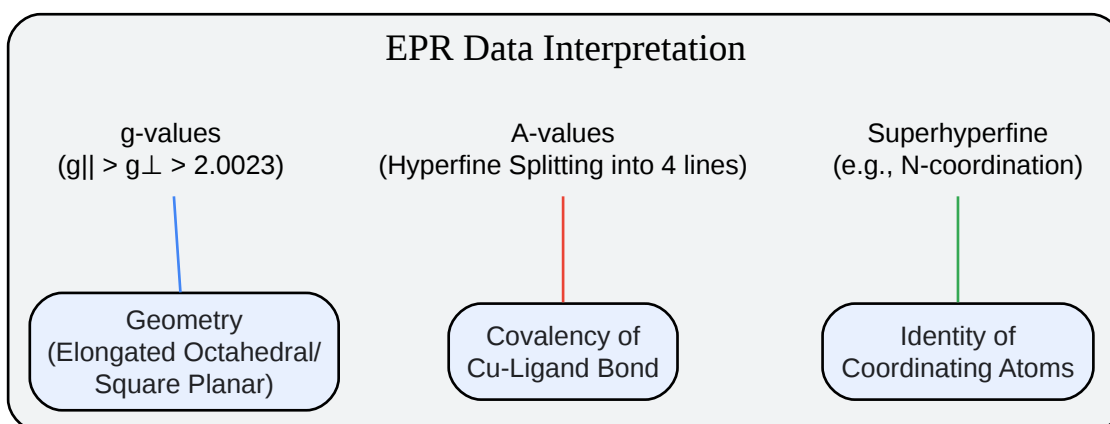 EPR Data Interpretation
g-values
(g|| > g⊥ > 2.0023)
A-values
(Hyperfine Splitting into 4 lines)
Superhyperfine
(e.g., N-coordination)
Geometry
(Elongated Octahedral/
Square Planar)
Covalency of
Cu-Ligand Bond
Identity of
Coordinating Atoms